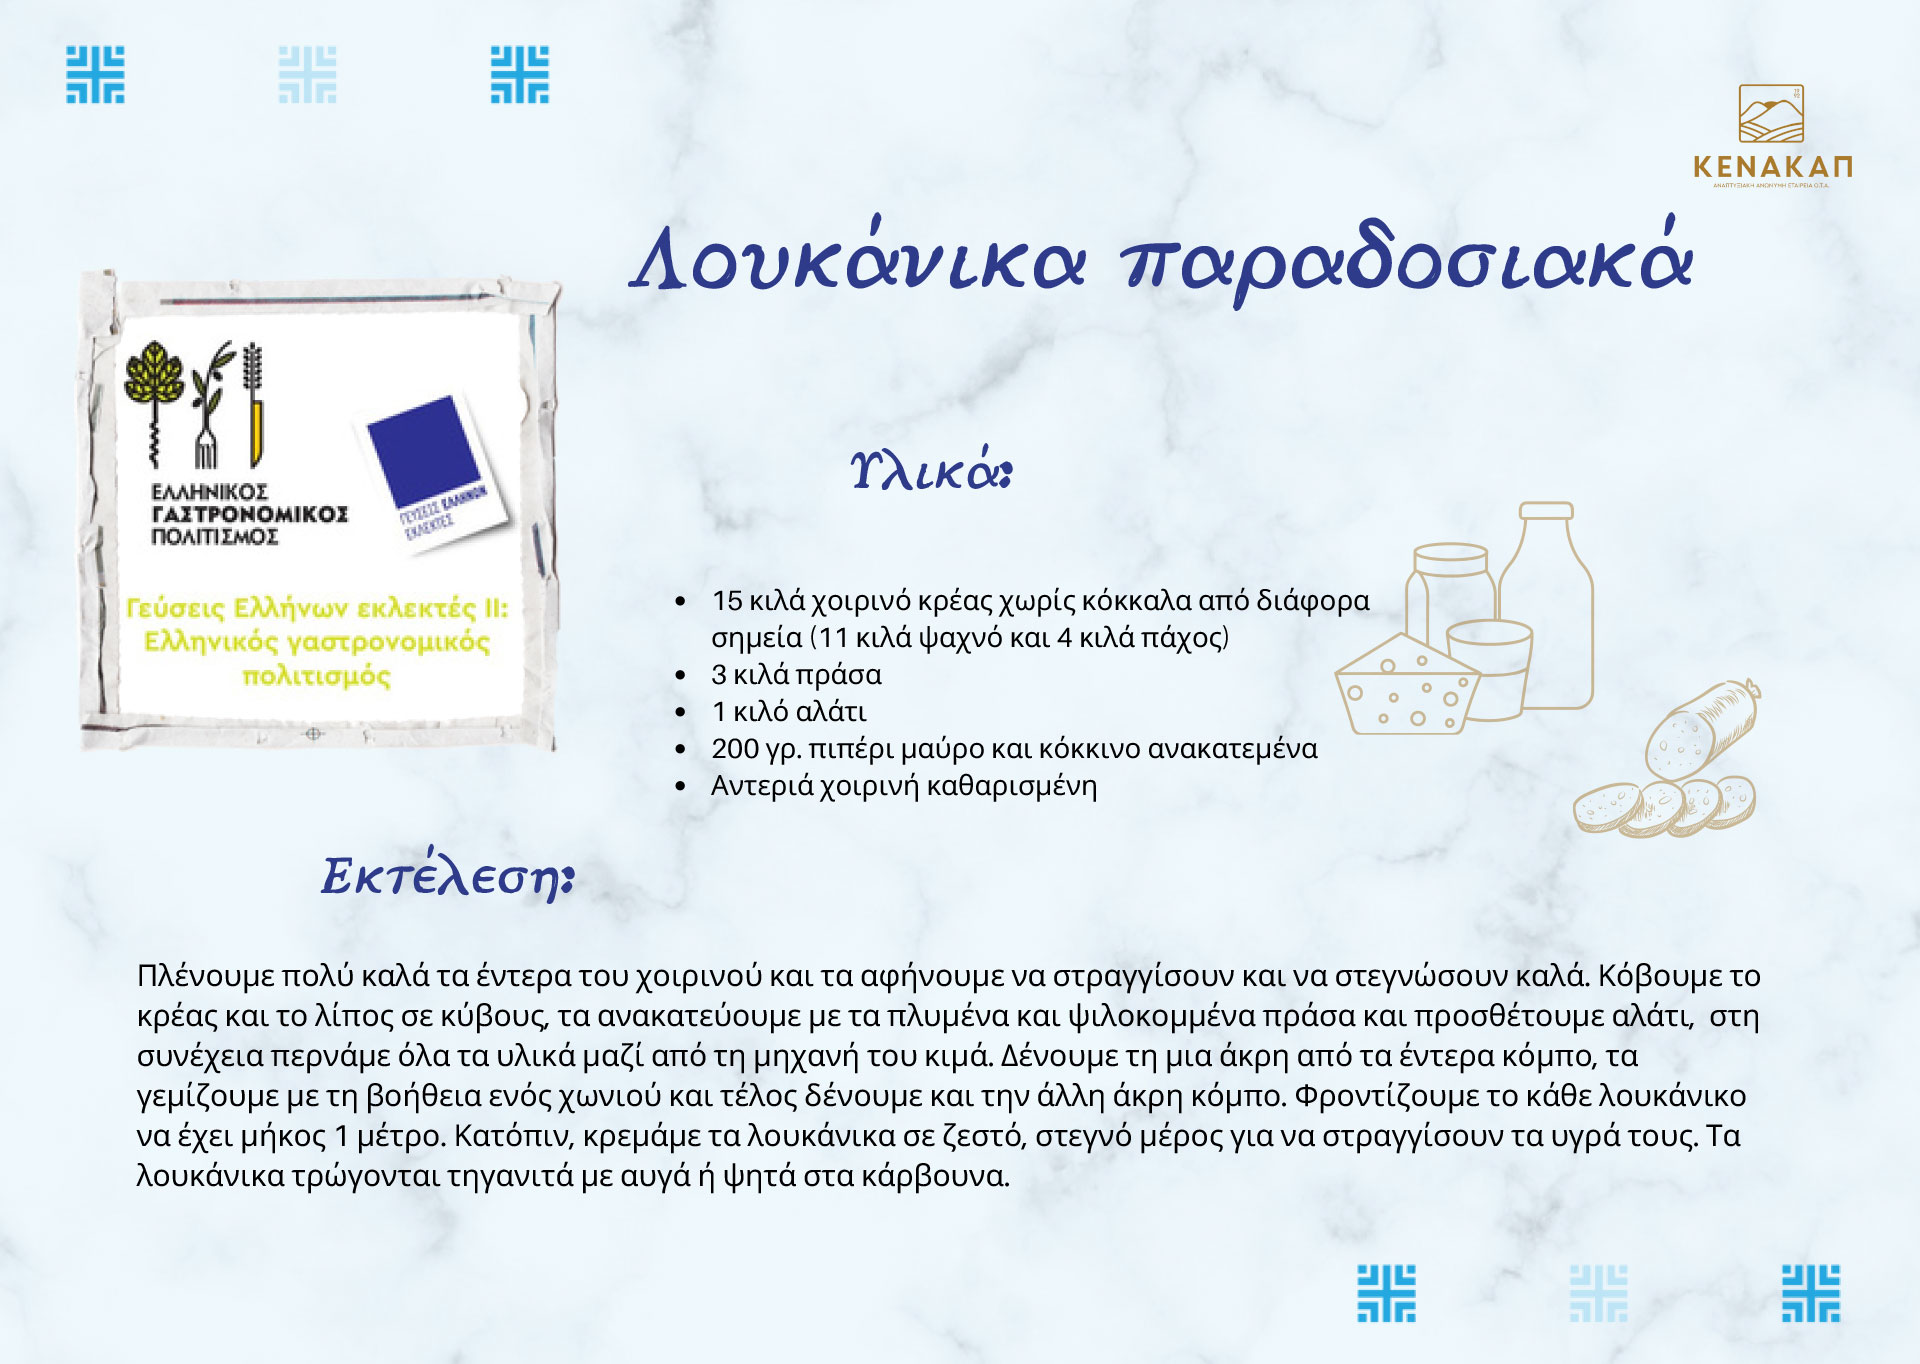 ΚΕΝΑΚΑΠ
ΑΝΑΠΤΥΞΙΑΚΗ ΑΝΩΝΥΜΗ ΕΤΑΙΡΕΙΑ Ο.Τ.Α.
Λουκάνικα παραδοσιακά
ΕΛΛΗΝΙΚΟΣ
ΓΑΣΤΡΟΝΟΜΙΚΟΣ
ΠΟΛΙΤΙΣΜΟΣ
ΓΕΥΣΕΙΣ ΕΛΛΗΝΩΝ
ΕΚΛΕΚΤΕΣ
Γεύσεις Ελλήνων εκλεκτές ΙΙ:
Ελληνικός γαστρονομικός
πολιτισμός
Υλικά:
• 15 κιλά χοιρινό κρέας χωρίς κόκκαλα από διάφορα
σημεία (11 κιλά ψαχνό και 4 κιλά πάχος)
• 3 κιλά πράσα
• 1 κιλό αλάτι
• 200 γρ. πιπέρι μαύρο και κόκκινο ανακατεμένα
• Αντεριά χοιρινή καθαρισμένη
Εκτέλεση:
Πλένουμε πολύ καλά τα έντερα του χοιρινού και τα αφήνουμε να στραγγίσουν και να στεγνώσουν καλά. Κόβουμε το
κρέας και το λίπος σε κύβους, τα ανακατεύουμε με τα πλυμένα και ψιλοκομμένα πράσα και προσθέτουμε αλάτι, στη
συνέχεια περνάμε όλα τα υλικά μαζί από τη μηχανή του κιμά. Δένουμε τη μια άκρη από τα έντερα κόμπο, τα
γεμίζουμε με τη βοήθεια ενός χωνιού και τέλος δένουμε και την άλλη άκρη κόμπο. Φροντίζουμε το κάθε λουκάνικο
να έχει μήκος 1 μέτρο. Κατόπιν, κρεμάμε τα λουκάνικα σε ζεστό, στεγνό μέρος για να στραγγίσουν τα υγρά τους. Τα
λουκάνικα τρώγονται τηγανιτά με αυγά ή ψητά στα κάρβουνα.